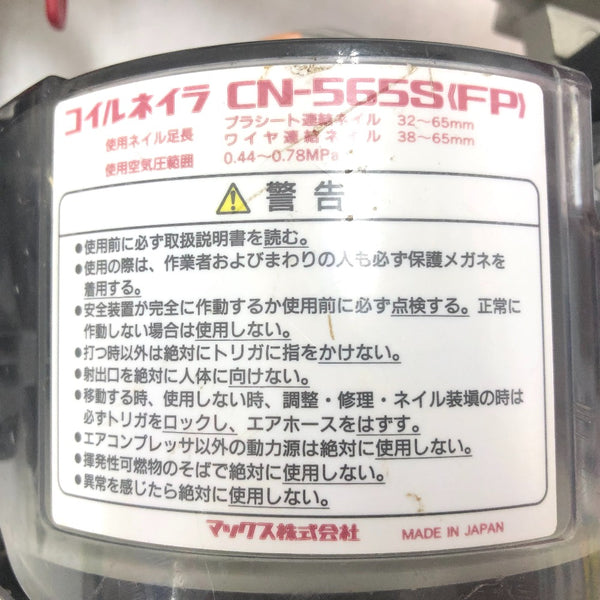 コイルネイラ CN-565S(FP)
使用ネイル足長 プラシート連結ネイル 32～65mm
ワイヤ連結ネイル 38～65mm
使用空気圧範囲 0.44～0.78MPa
警告
●使用前に必ず取扱説明書を読む。
●使用の際は、作業者およびまわりの人も必ず保護メガネを
着用する。
●安全装置が完全に作動するか使用前に必ず点検する。正常に
作動しない場合は使用しない。
●打つ時以外は絶対にトリガに指をかけない。
●射出口を絶対に人体に向けない。
●移動する時、使用しない時、調整・修理・ネイル装填の時は
必ずトリガをロックし、エアホースをはずす。
●エアコンプレッサ以外の動力源は絶対に使用しない。
●揮発性可燃物のそばで絶対に使用しない。
●異常を感じたら絶対に使用しない。
マックス株式会社 MADE IN JAPAN